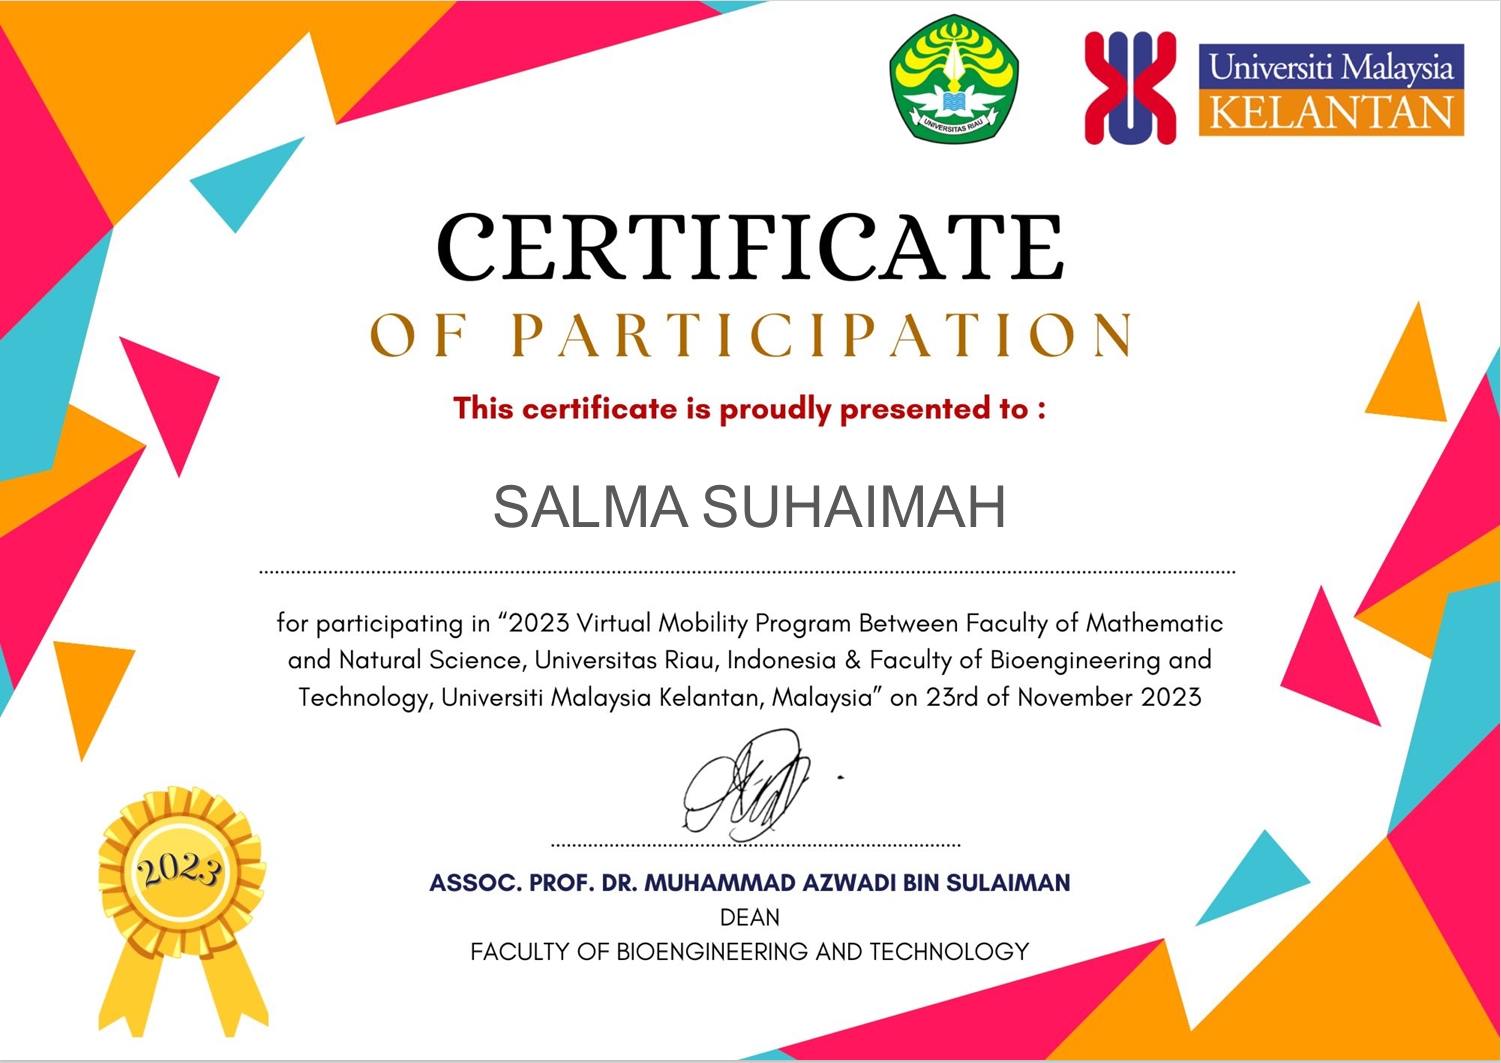 UNIVERSITAS RIAU
Universiti Malaysia
KELANTAN
CERTIFICATE
OF PARTICIPATION
This certificate is proudly presented to :
SALMA SUHAIMAH
for participating in “2023 Virtual Mobility Program Between Faculty of Mathematic
and Natural Science, Universitas Riau, Indonesia & Faculty of Bioengineering and
Technology, Universiti Malaysia Kelantan, Malaysia” on 23rd of November 2023
2023
ASSOC. PROF. DR. MUHAMMAD AZWADI BIN SULAIMAN
DEAN
FACULTY OF BIOENGINEERING AND TECHNOLOGY